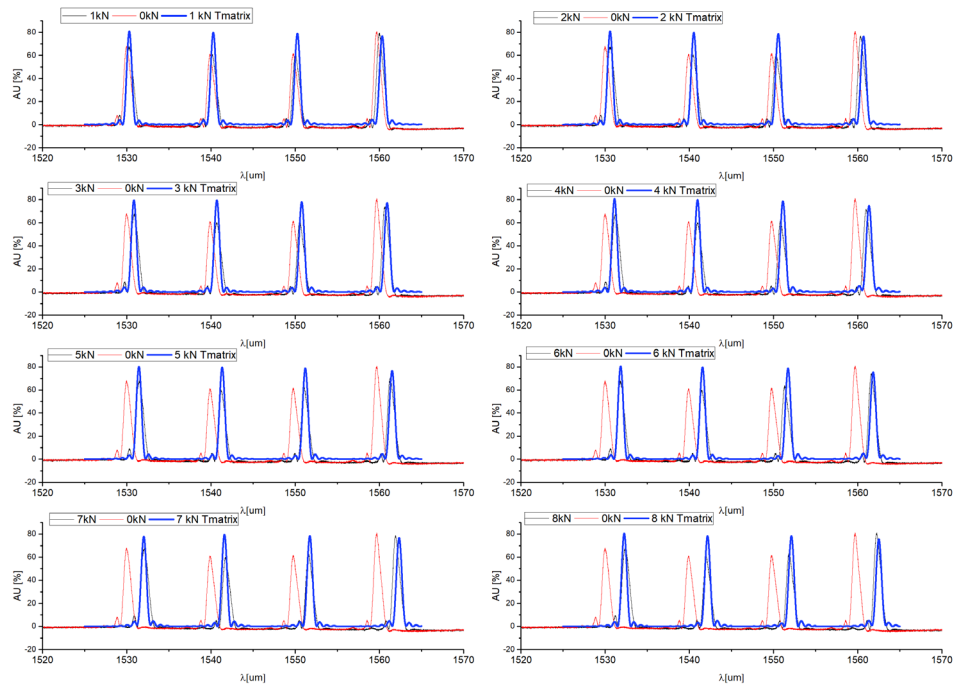 1kN 0kN 1 kN Tmatrix
2kN 0kN 2 kN Tmatrix
AU [%]
80
60
40
20
0
-20
1520 1530 1540 1550 1560 1570
λ[um]
AU [%]
80
60
40
20
0
-20
1520 1530 1540 1550 1560 1570
λ[um]
3kN 0kN 3 kN Tmatrix
4kN 0kN 4 kN Tmatrix
AU [%]
80
60
40
20
0
-20
1520 1530 1540 1550 1560 1570
λ[um]
AU [%]
80
60
40
20
0
-20
1520 1530 1540 1550 1560 1570
λ[um]
5kN 0kN 5 kN Tmatrix
6kN 0kN 6 kN Tmatrix
AU [%]
80
60
40
20
0
-20
1520 1530 1540 1550 1560 1570
λ[um]
AU [%]
80
60
40
20
0
-20
1520 1530 1540 1550 1560 1570
λ[um]
7kN 0kN 7 kN Tmatrix
8kN 0kN 8 kN Tmatrix
AU [%]
80
60
40
20
0
-20
1520 1530 1540 1550 1560 1570
λ[um]
AU [%]
80
60
40
20
0
-20
1520 1530 1540 1550 1560 1570
λ[um]